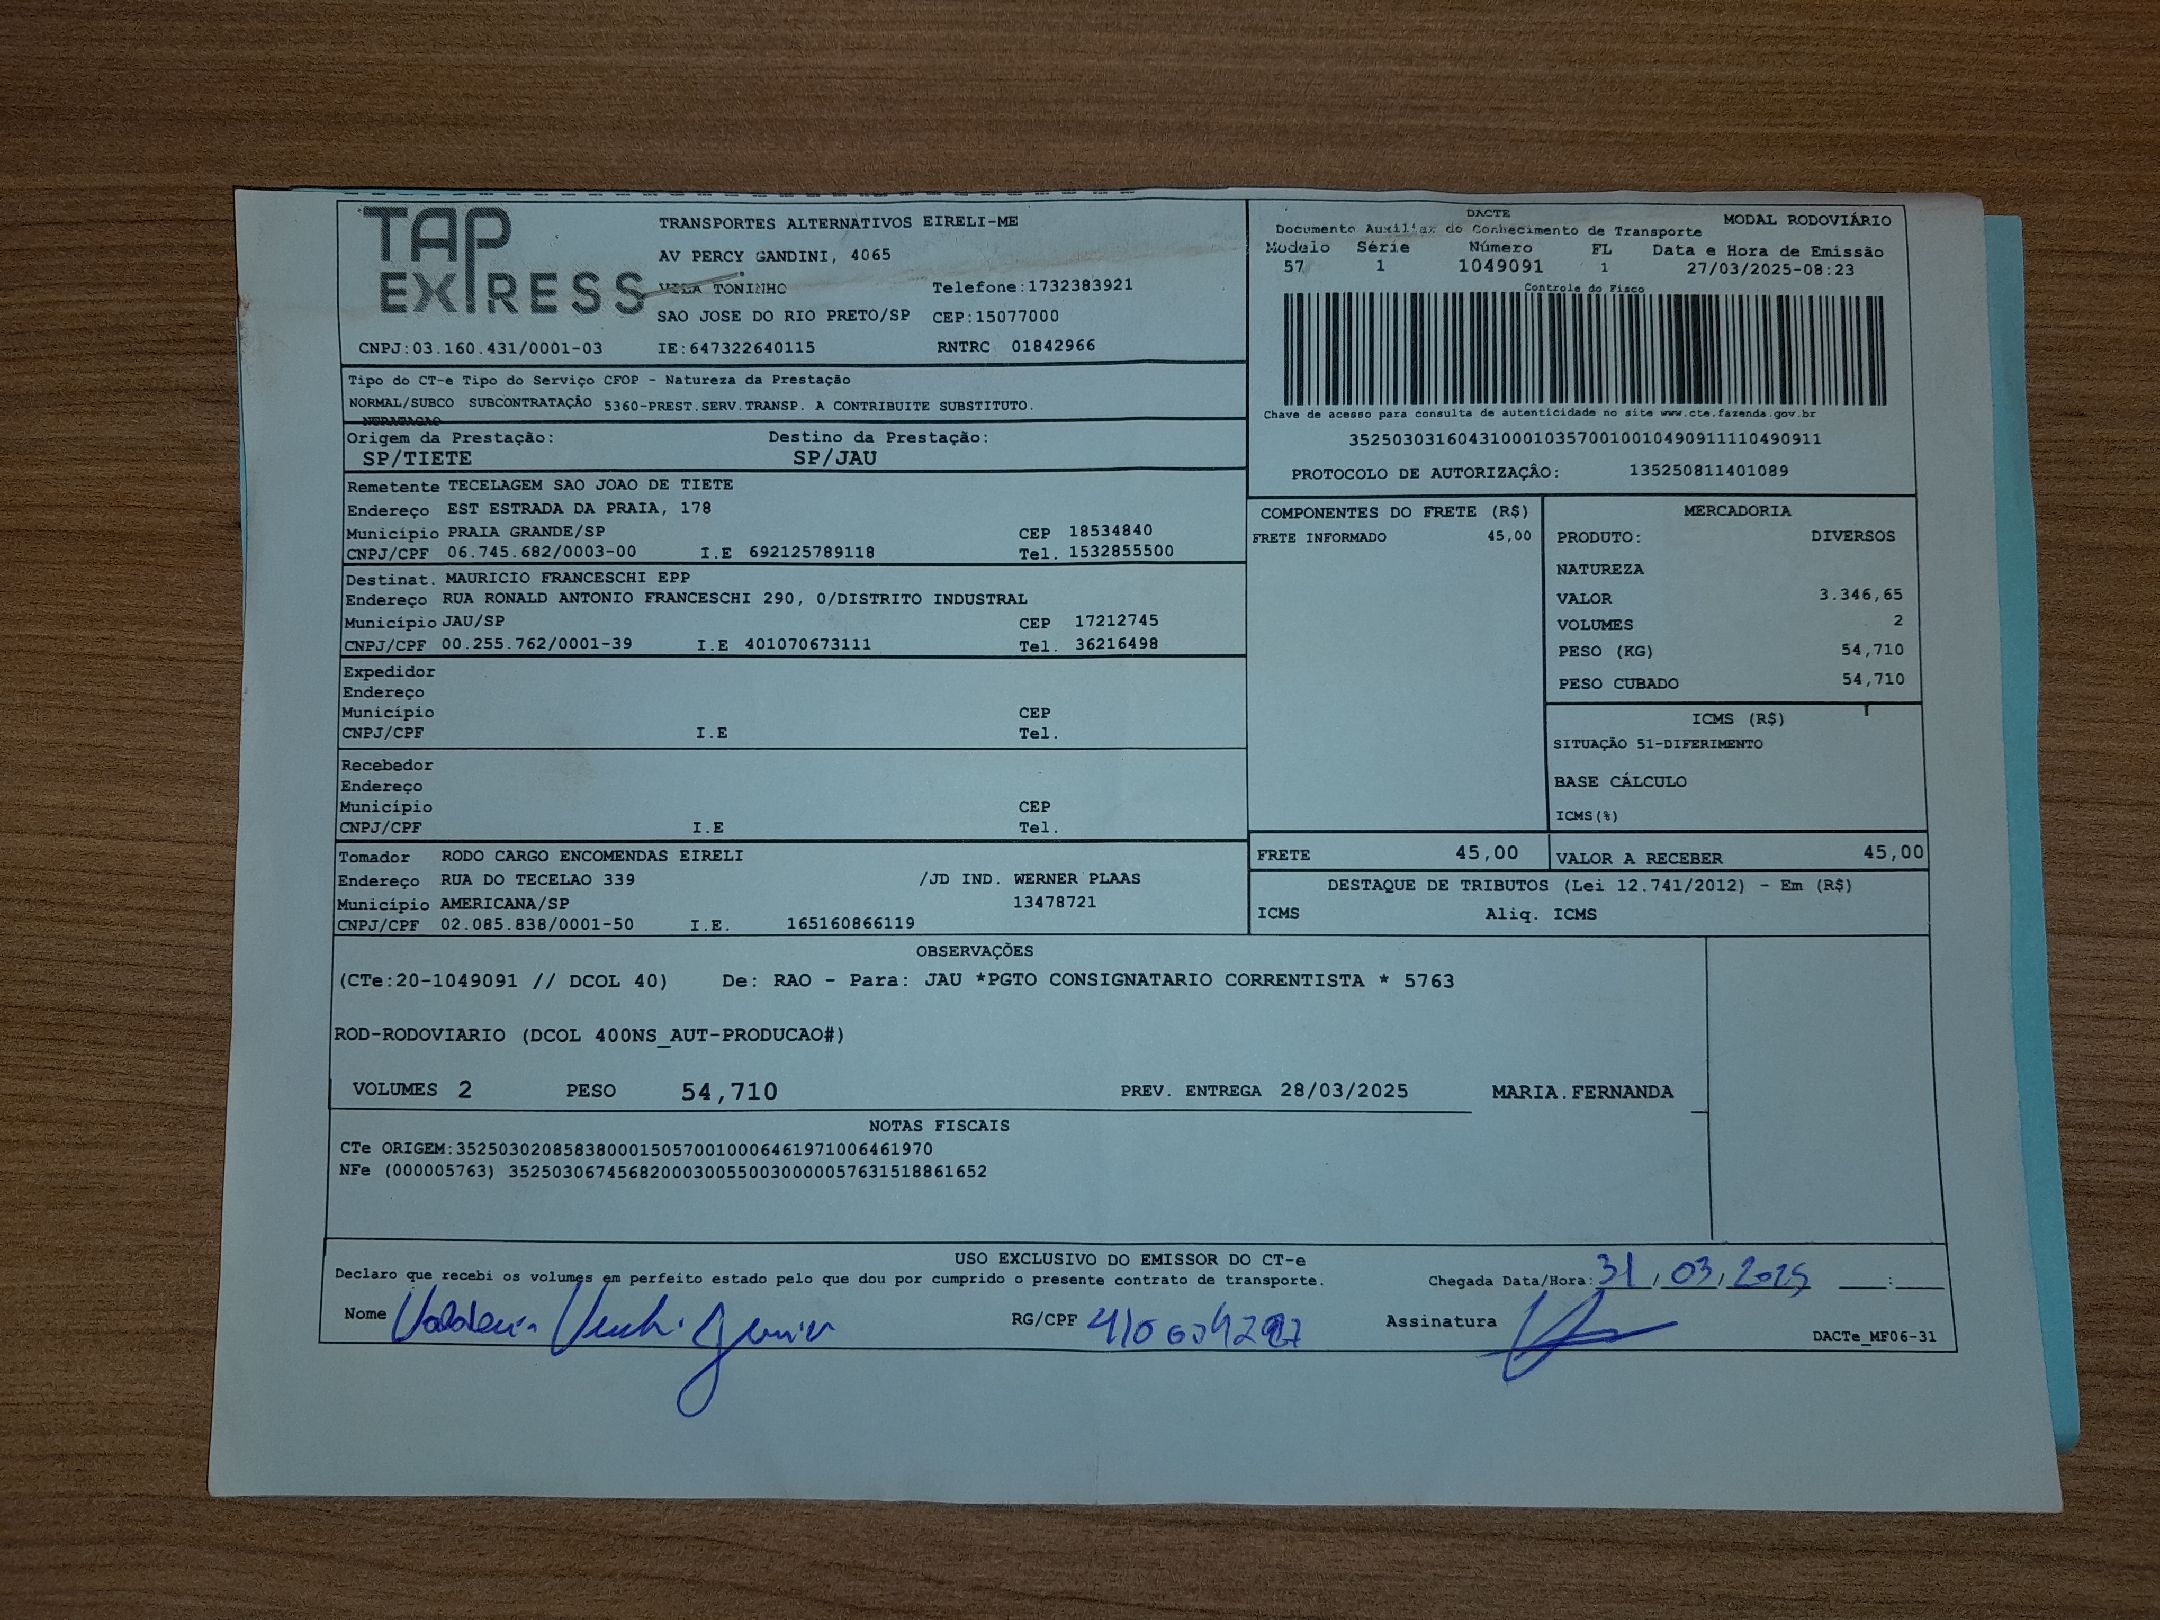 TAP EXPRESS
TRANSPORTES ALTERNATIVOS EIRELI-ME
AV PERCY GANDINI, 4065
VILA TONINHO Telefone:1732383921
SAO JOSE DO RIO PRETO/SP CEP:15077000
CNPJ:03.160.431/0001-03 IE:647322640115 RNTRC 01842966
DACTE MODAL RODOVIÁRIO
Documento Auxiliar do Conhecimento de Transporte
Modelo Série Número FL Data e Hora de Emissão
57 1 1049091 1 27/03/2025-08:23
Controle do Fisco
Chave de acesso para consulta de autenticidade no site www.cte.fazenda.gov.br
35250303160431000103570010010490911110490911
PROTOCOLO DE AUTORIZAÇÃO: 135250811401089
Tipo do CT-e Tipo do Serviço CFOP - Natureza da Prestação
NORMAL/SUBCO SUBCONTRATAÇÃO 5360-PREST.SERV.TRANSP. A CONTRIBUITE SUBSTITUTO.
Origem da Prestação: Destino da Prestação:
SP/TIETE SP/JAU
Remetente TECELAGEM SAO JOAO DE TIETE
Endereço EST ESTRADA DA PRAIA, 178
Município PRAIA GRANDE/SP CEP 18534840
CNPJ/CPF 06.745.682/0003-00 I.E 692125789118 Tel. 1532855500
Destinat. MAURICIO FRANCESCHI EPP
Endereço RUA RONALD ANTONIO FRANCESCHI 290, 0/DISTRITO INDUSTRAL
Município JAU/SP CEP 17212745
CNPJ/CPF 00.255.762/0001-39 I.E 401070673111 Tel. 36216498
Expedidor
Endereço
Município CEP
CNPJ/CPF I.E Tel.
Recebedor
Endereço
Município CEP
CNPJ/CPF I.E Tel.
Tomador RODO CARGO ENCOMENDAS EIRELI
Endereço RUA DO TECELAO 339 /JD IND. WERNER PLAAS
Município AMERICANA/SP 13478721
CNPJ/CPF 02.085.838/0001-50 I.E. 165160866119
COMPONENTES DO FRETE (R$)
FRETE INFORMADO 45,00
MERCADORIA
PRODUTO: DIVERSOS
NATUREZA
VALOR 3.346,65
VOLUMES 2
PESO (KG) 54,710
PESO CUBADO 54,710
ICMS (R$)
SITUAÇÃO 51-DIFERIMENTO
BASE CÁLCULO
ICMS(%)
FRETE 45,00 VALOR A RECEBER 45,00
DESTAQUE DE TRIBUTOS (Lei 12.741/2012) - Em (R$)
ICMS Aliq. ICMS
OBSERVAÇÕES
(CTe:20-1049091 // DCOL 40) De: RAO - Para: JAU *PGTO CONSIGNATARIO CORRENTISTA * 5763
ROD-RODOVIARIO (DCOL 400NS_AUT-PRODUCAO#)
VOLUMES 2 PESO 54,710 PREV. ENTREGA 28/03/2025 MARIA.FERNANDA
NOTAS FISCAIS
CTe ORIGEM:35250302085838000150570010006461971006461970
NFe (000005763) 35250306745682000300550030000057631518861652
USO EXCLUSIVO DO EMISSOR DO CT-e
Declaro que recebi os volumes em perfeito estado pelo que dou por cumprido o presente contrato de transporte. Chegada Data/Hora: 31/03/2025 __:__
Nome RG/CPF Assinatura
DACTe_MF06-31